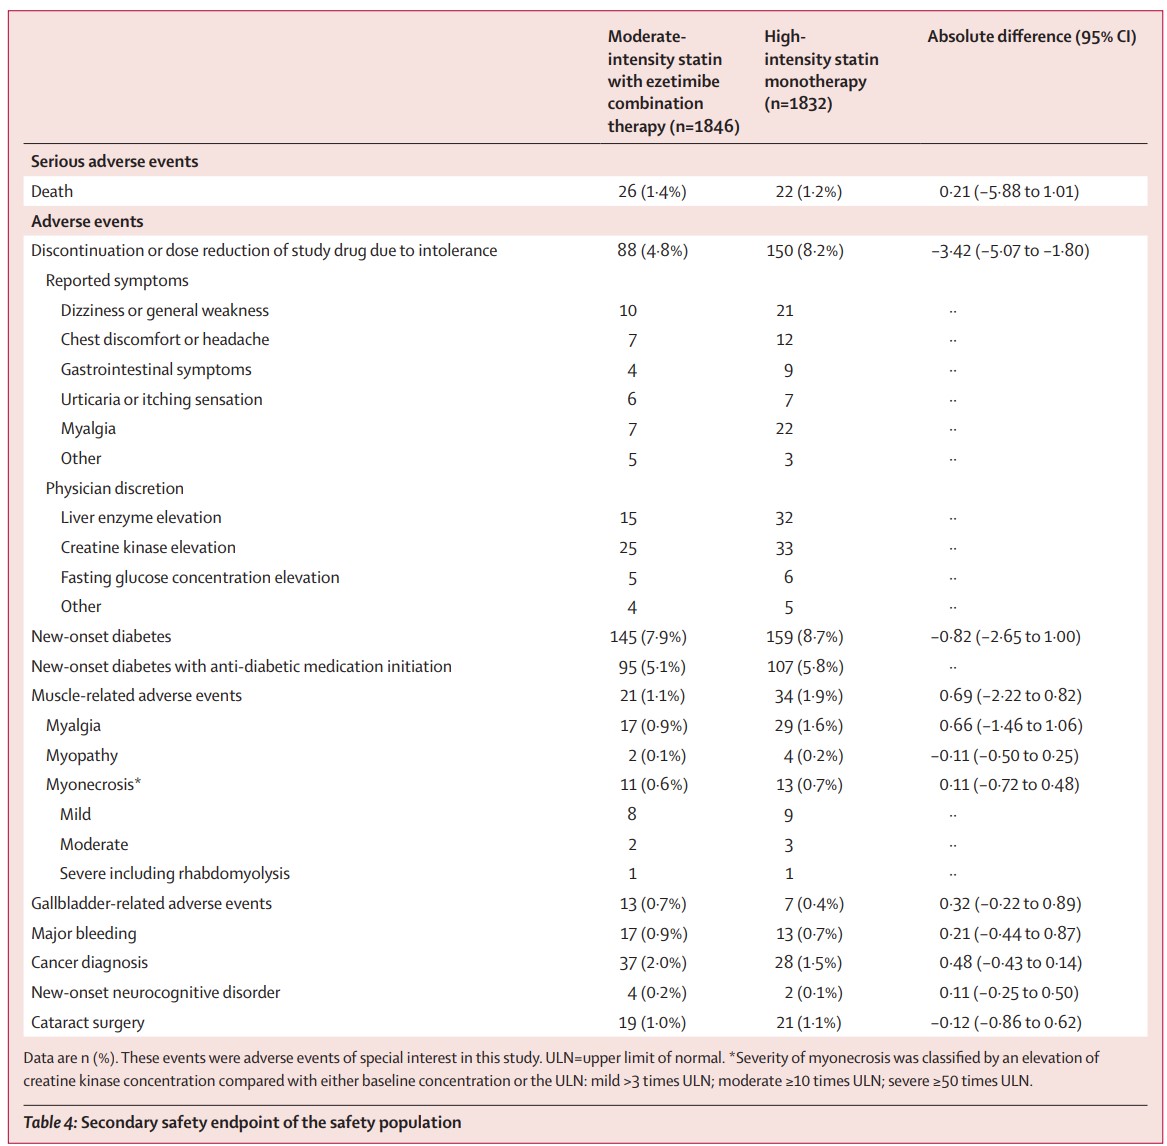 Moderate-intensity statin with ezetimibe combination therapy (n=1846) High-intensity statin monotherapy (n=1832) Absolute difference (95% CI)
Serious adverse events
Death 26 (1·4%) 22 (1·2%) 0·21 (–5·88 to 1·01)
Adverse events
Discontinuation or dose reduction of study drug due to intolerance 88 (4·8%) 150 (8·2%) –3·42 (–5·07 to –1·80)
Reported symptoms
Dizziness or general weakness 10 21 ··
Chest discomfort or headache 7 12 ··
Gastrointestinal symptoms 4 9 ··
Urticaria or itching sensation 6 7 ··
Myalgia 7 22 ··
Other 5 3 ··
Physician discretion
Liver enzyme elevation 15 32 ··
Creatine kinase elevation 25 33 ··
Fasting glucose concentration elevation 5 6 ··
Other 4 5 ··
New-onset diabetes 145 (7·9%) 159 (8·7%) –0·82 (–2·65 to 1·00)
New-onset diabetes with anti-diabetic medication initiation 95 (5·1%) 107 (5·8%) ··
Muscle-related adverse events 21 (1·1%) 34 (1·9%) 0·69 (–2·22 to 0·82)
Myalgia 17 (0·9%) 29 (1·6%) 0·66 (–1·46 to 1·06)
Myopathy 2 (0·1%) 4 (0·2%) –0·11 (–0·50 to 0·25)
Myonecrosis* 11 (0·6%) 13 (0·7%) 0·11 (–0·72 to 0·48)
Mild 8 9 ··
Moderate 2 3 ··
Severe including rhabdomyolysis 1 1 ··
Gallbladder-related adverse events 13 (0·7%) 7 (0·4%) 0·32 (–0·22 to 0·89)
Major bleeding 17 (0·9%) 13 (0·7%) 0·21 (–0·44 to 0·87)
Cancer diagnosis 37 (2·0%) 28 (1·5%) 0·48 (–0·43 to 0·14)
New-onset neurocognitive disorder 4 (0·2%) 2 (0·1%) 0·11 (–0·25 to 0·50)
Cataract surgery 19 (1·0%) 21 (1·1%) –0·12 (–0·86 to 0·62)
Data are n (%). These events were adverse events of special interest in this study. ULN=upper limit of normal. *Severity of myonecrosis was classified by an elevation of
creatine kinase concentration compared with either baseline concentration or the ULN: mild >3 times ULN; moderate ≥10 times ULN; severe ≥50 times ULN.
Table 4: Secondary safety endpoint of the safety population